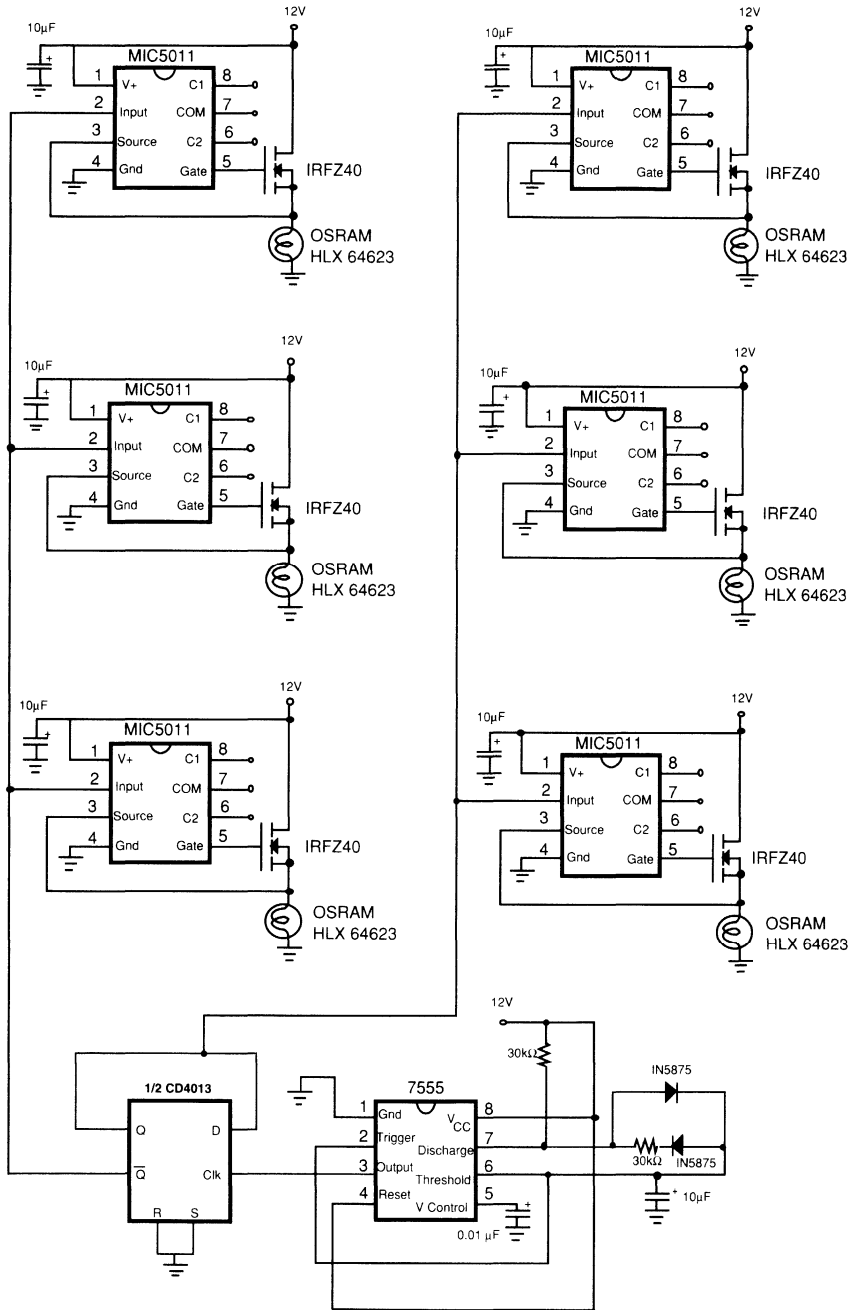 12V
10µF
+
MIC5011
1 V+ C1 8
2 Input COM 7
3 Source C2 6
4 Gnd Gate 5
IRFZ40
OSRAM
HLX 64623
12V
10µF
+
MIC5011
1 V+ C1 8
2 Input COM 7
3 Source C2 6
4 Gnd Gate 5
IRFZ40
OSRAM
HLX 64623
12V
10µF
+
MIC5011
1 V+ C1 8
2 Input COM 7
3 Source C2 6
4 Gnd Gate 5
IRFZ40
OSRAM
HLX 64623
12V
10µF
+
MIC5011
1 V+ C1 8
2 Input COM 7
3 Source C2 6
4 Gnd Gate 5
IRFZ40
OSRAM
HLX 64623
12V
10µF
+
MIC5011
1 V+ C1 8
2 Input COM 7
3 Source C2 6
4 Gnd Gate 5
IRFZ40
OSRAM
HLX 64623
12V
10µF
+
MIC5011
1 V+ C1 8
2 Input COM 7
3 Source C2 6
4 Gnd Gate 5
IRFZ40
OSRAM
HLX 64623
1/2 CD4013
Q D
Q̅ Clk
R S
12V
30kΩ
7555
1 Gnd VCC 8
2 Trigger Discharge 7
3 Output Threshold 6
4 Reset V Control 5
+
0.01 µF
IN5875
30kΩ IN5875
+ 10µF